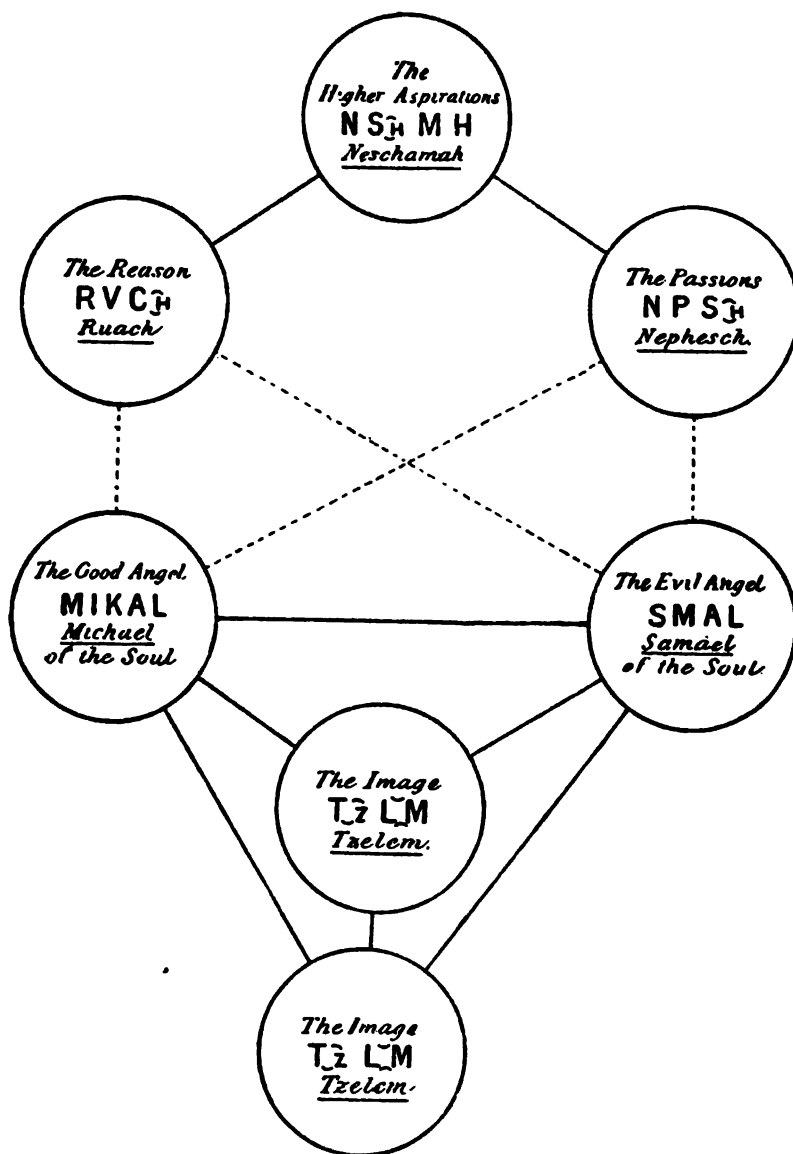 The
Higher Aspirations
NSH MH
Neschamah
The Reason
RVCH
Ruach
The Passions
NPSH
Nephesch.
The Good Angel.
MIKAL
Michael
of the Soul
The Evil Angel
SMAL
Samäel
of the Soul.
The Image
TZ LM
Tzelem.
The Image
TZ LM
Tzelem.